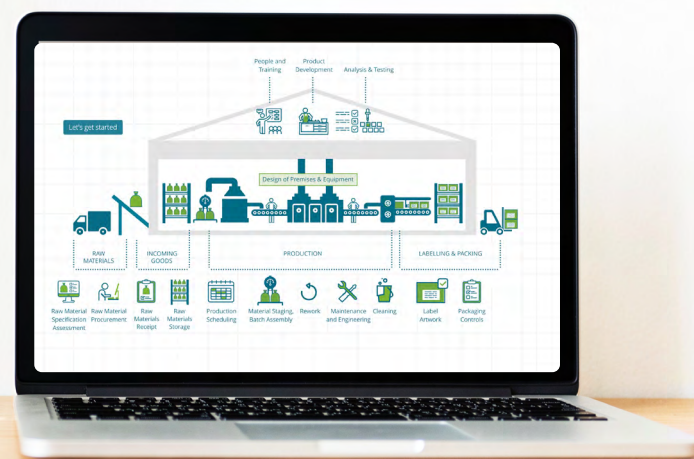 People and
Training
Product
Development
Analysis & Testing
Let's get started
Design of Premises & Equipment
RAW
MATERIALS
INCOMING
GOODS
PRODUCTION
LABELLING & PACKING
Raw Material
Specification
Assessment
Raw Material
Procurement
Raw
Materials
Receipt
Raw
Materials
Storage
Production
Scheduling
Material Staging,
Batch Assembly
Rework
Maintenance
and Engineering
Cleaning
Label
Artwork
Packaging
Controls